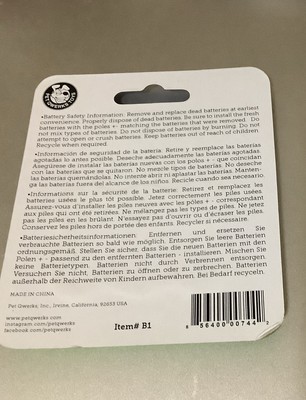 PET QWERKS TOYS
•Battery Safety Information: Remove and replace dead batteries at earliest
convenience. Properly dispose of dead batteries. Be sure to install the fresh
batteries with the poles + - matching the batteries that were removed. Do
not mix types of batteries. Do not dispose of batteries by burning. Do not
attempt to open or crush batteries. Keep batteries out of reach of children.
Recycle when required.
•Información de seguridad de la batería. Retire y reemplace las baterías
agotadas lo antes posible. Deseche adecuadamente las baterías agotadas.
Asegúrese de instalar las baterías nuevas con los polos + - que coincidan
con las baterías que se quitaron. No mezcle tipos de baterías. No deseche
las baterías quemándolas. No intente abrir ni aplastar las baterías. Manten-
ga las baterías fuera del alcance de los niños. Recicle cuando sea necesario
•Informations sur la sécurité de la batterie: Retirez et remplacez les piles
usées le plus tôt possible. Jetez correctement les
Assurez-vous d'installer piles neuves avec les pôles + - correspondant
aux piles qui ont été retirées. Ne mélangez pas les types de piles. Ne jetez
pas les piles en les brûlant. N'essayez pas d'ouvrir ou d'écraser les piles.
Conservez les piles hors de portée des enfants. Recyclez si nécessaire.
•Batteriesicherheitsinformationen: Entfernen und ersetzen Sie
verbrauchte Batterien so bald wie möglich. Entsorgen Sie leere Batterien
ordnungsgemäß. Stellen Sie sicher, dass Sie die neuen Batterien mit den
Polen + - passend zu den entfernten Batterien - installieren. Mischen Sie
keine Batterietypen. Batterien nicht durch Verbrennen entsorgen
Versuchen Sie nicht, Batterien zu öffnen oder zu zerbrechen Batterien
außerhalb der Reichweite von Kindern aufbewahren. Bei Bedarf recyceln.
MADE IN CHINA
Pet Qwerks, Inc., Irvine, California, 92653 USA
www.petqwerks.com
instagram.com/petqwerks
facebook.com/petqwerks
Item# B1
8 56400 00744 2